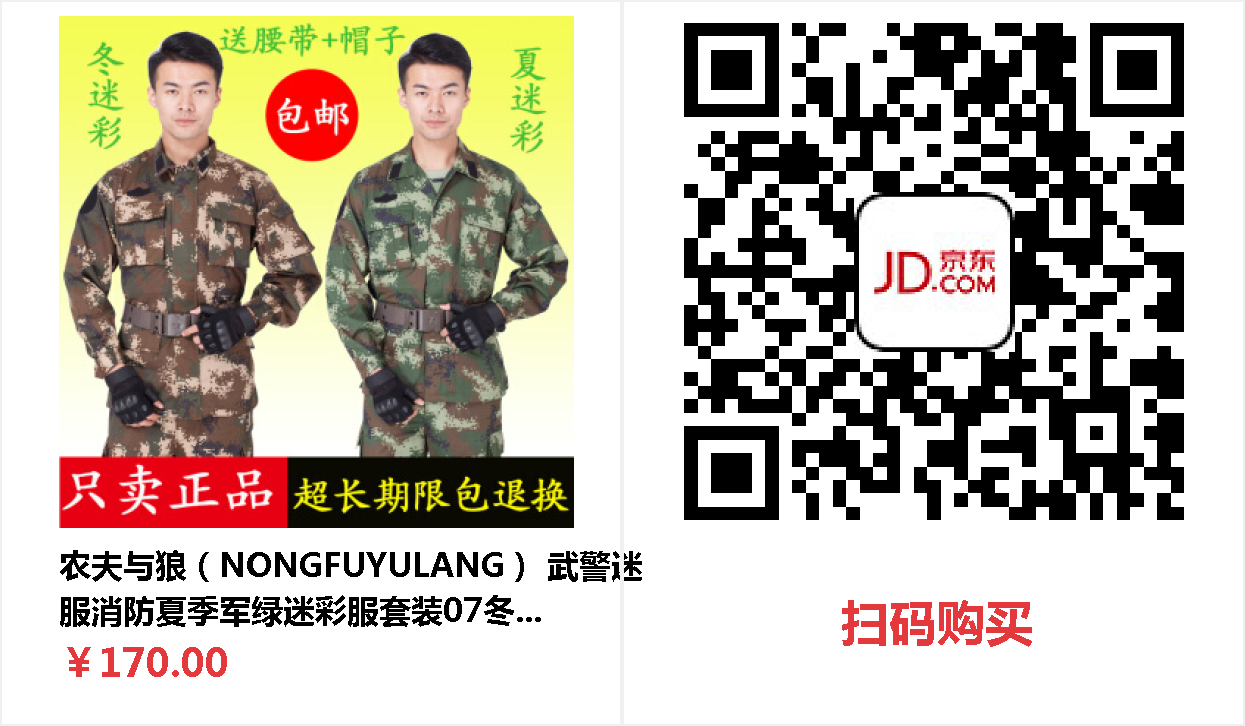 送腰带+帽子
冬迷彩
包邮
夏迷彩
只卖正品
超长期限包退换
农夫与狼（NONGFUYULANG） 武警迷
服消防夏季军绿迷彩服套装07冬...
￥170.00
JD京东
.COM
扫码购买